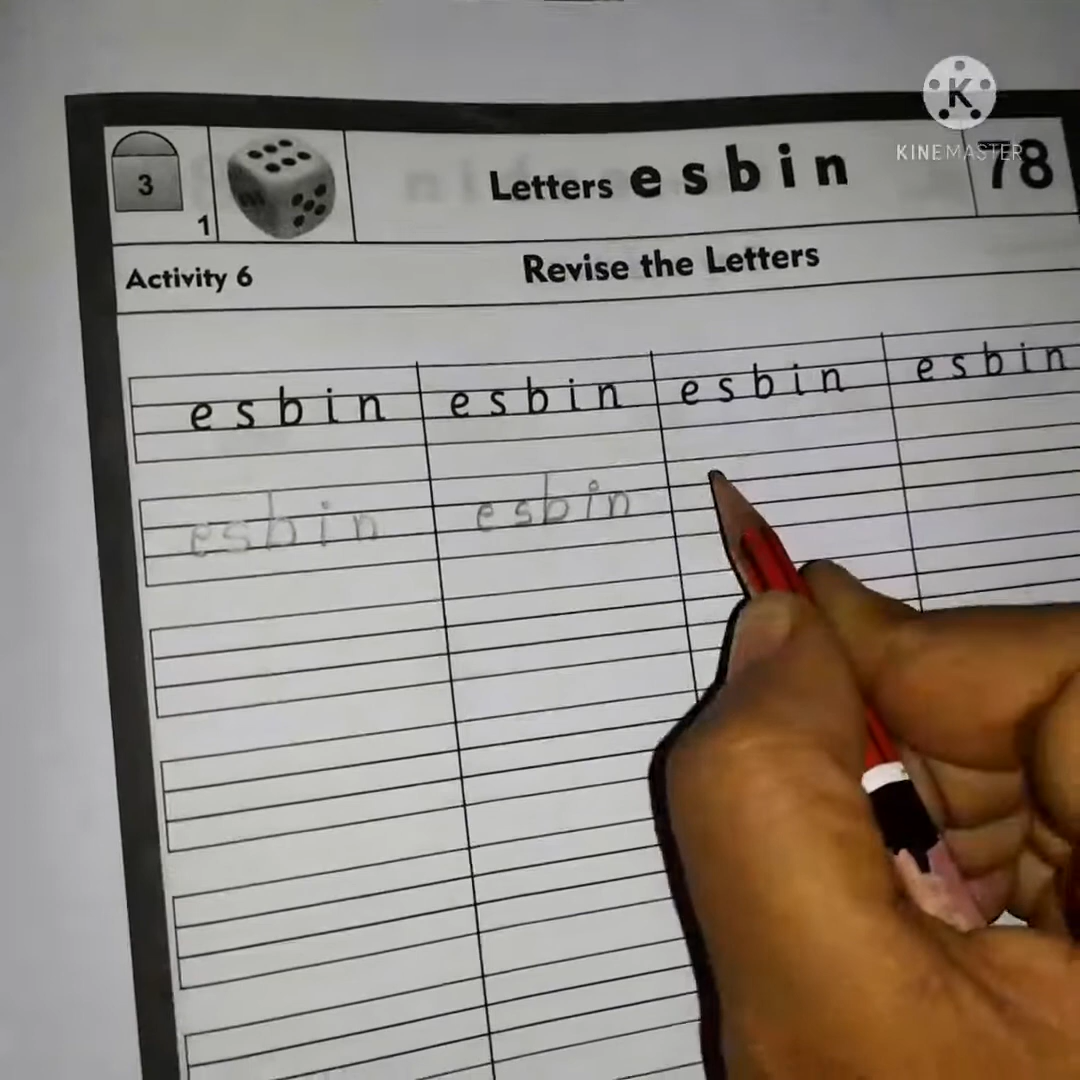 K
KINEMASTER
3
1
Letters e s b i n
78
Activity 6
Revise the Letters
e s b i n e s b i n e s b i n e s b i n
e s b i n e s b i n